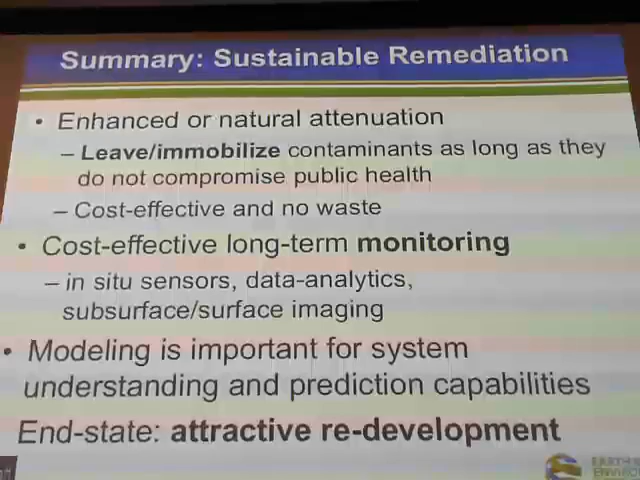 Summary: Sustainable Remediation
• Enhanced or natural attenuation
– Leave/immobilize contaminants as long as they
do not compromise public health
– Cost-effective and no waste
• Cost-effective long-term monitoring
– in situ sensors, data-analytics,
subsurface/surface imaging
• Modeling is important for system
understanding and prediction capabilities
End-state: attractive re-development